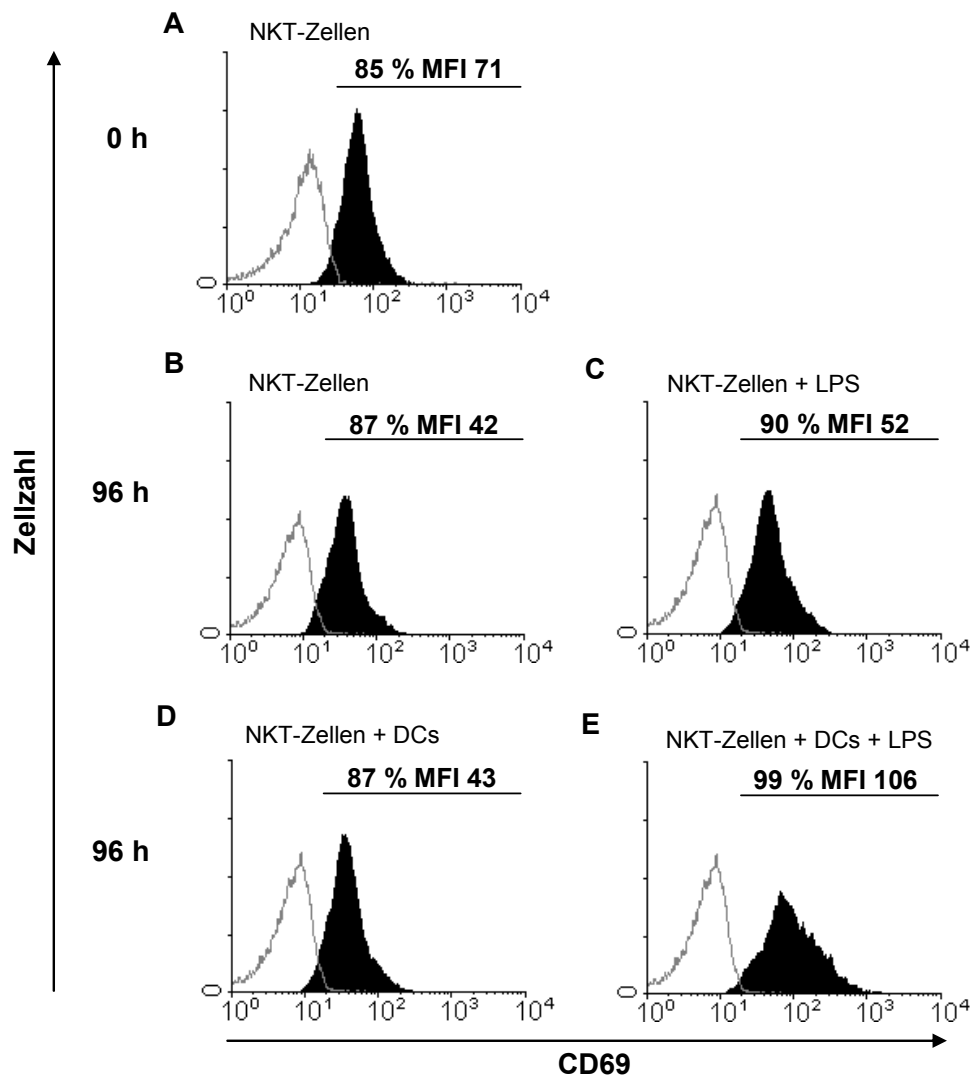 A
NKT-Zellen
85 % MFI 71
0 h
0
10^0 10^1 10^2 10^3 10^4
B
NKT-Zellen
87 % MFI 42
C
NKT-Zellen + LPS
90 % MFI 52
Zellzahl
96 h
0
10^0 10^1 10^2 10^3 10^4
0
10^0 10^1 10^2 10^3 10^4
D
NKT-Zellen + DCs
87 % MFI 43
E
NKT-Zellen + DCs + LPS
99 % MFI 106
96 h
0
10^0 10^1 10^2 10^3 10^4
0
10^0 10^1 10^2 10^3 10^4
CD69